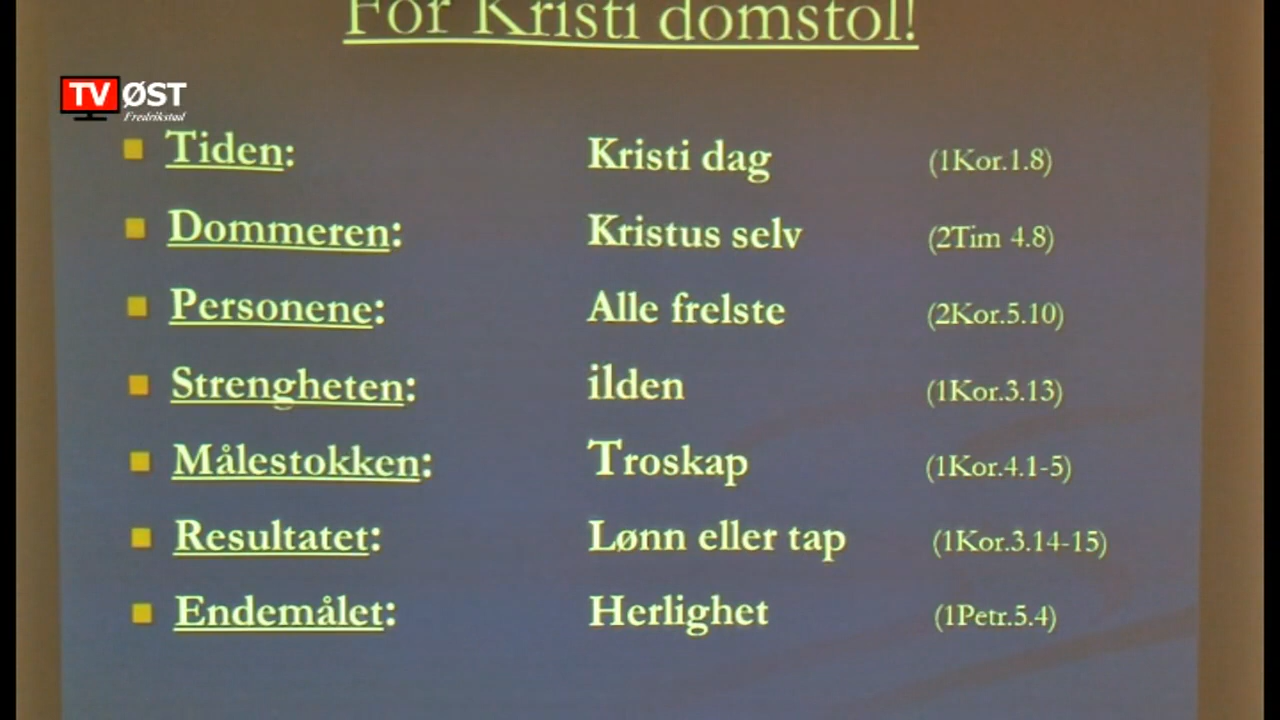 For Kristi domstol!
TV ØST
Fredrikstad
Tiden: Kristi dag (1Kor.1.8)
Dommeren: Kristus selv (2Tim 4.8)
Personene: Alle frelste (2Kor.5.10)
Strengheten: ilden (1Kor.3.13)
Målestokken: Troskap (1Kor.4.1-5)
Resultatet: Lønn eller tap (1Kor.3.14-15)
Endemålet: Herlighet (1Petr.5.4)